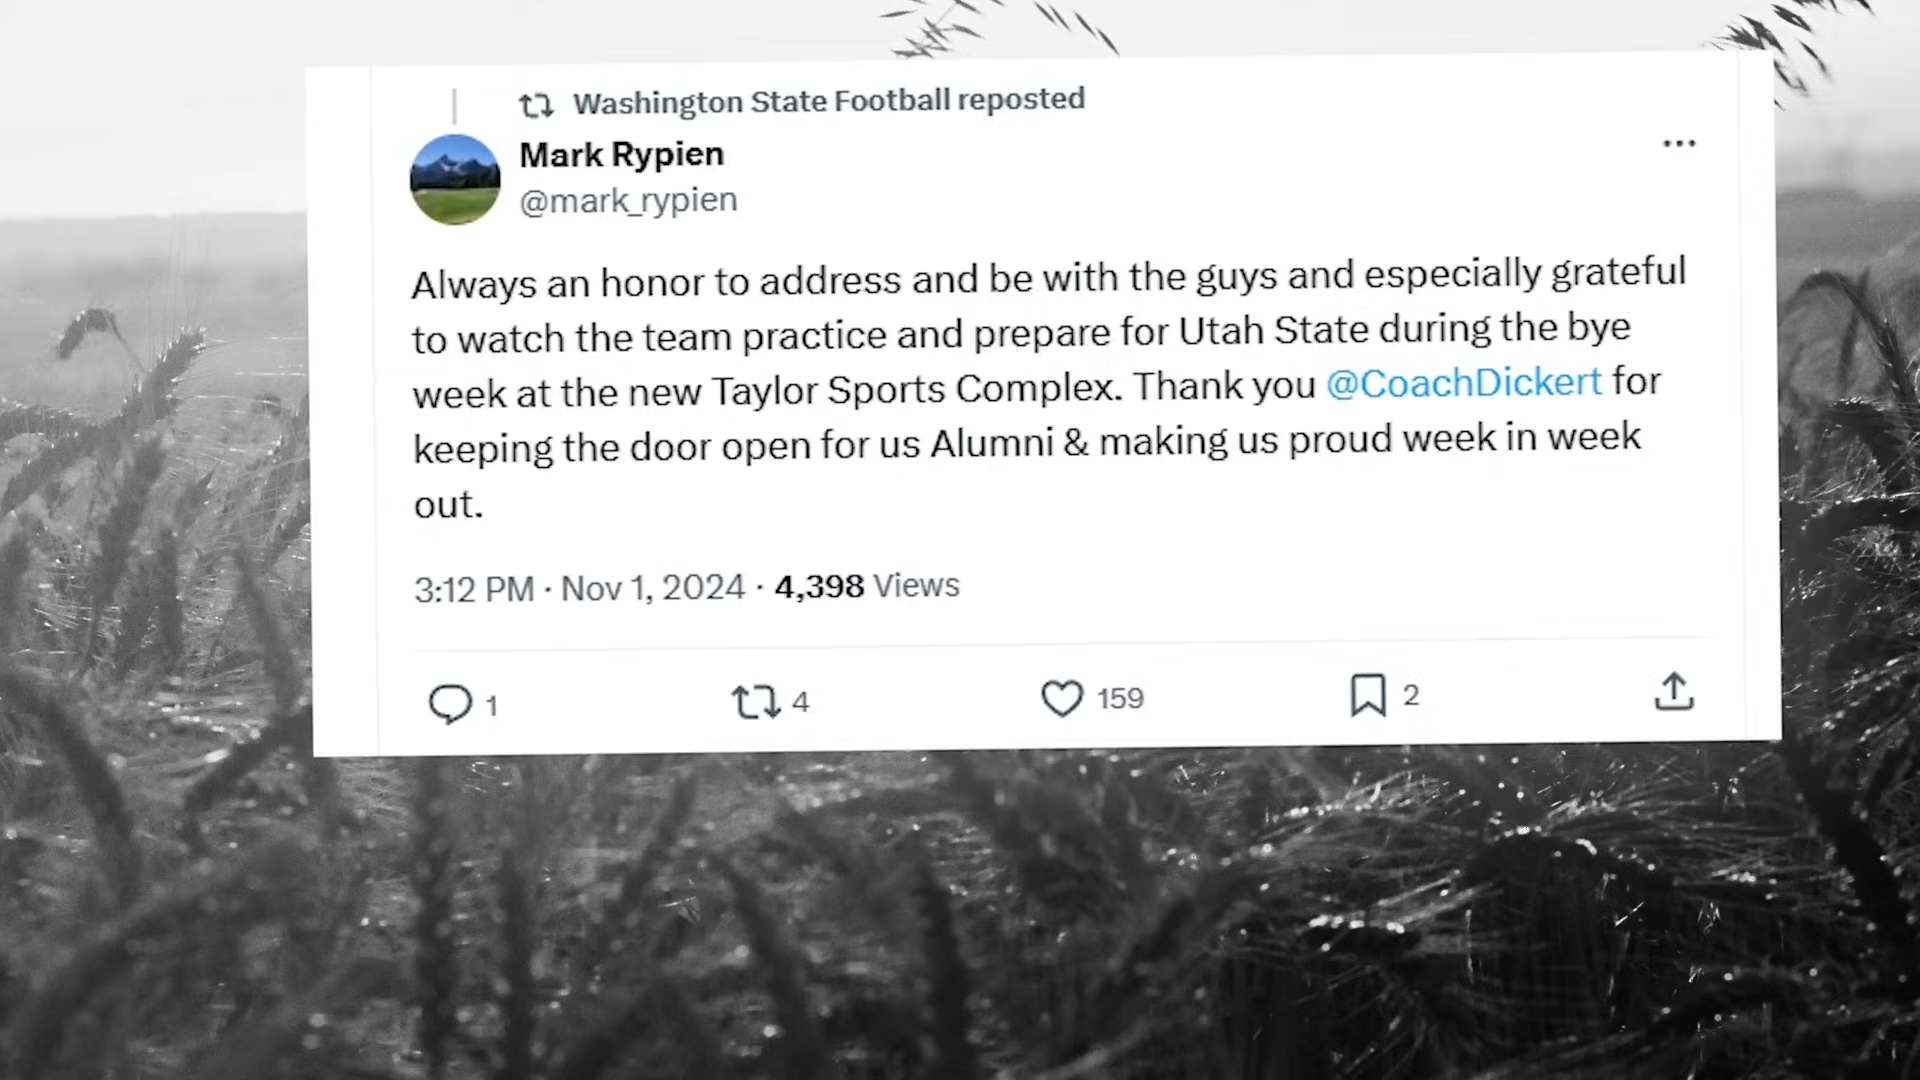 Washington State Football reposted
Mark Rypien
@mark_rypien
Always an honor to address and be with the guys and especially grateful
to watch the team practice and prepare for Utah State during the bye
week at the new Taylor Sports Complex. Thank you @CoachDickert for
keeping the door open for us Alumni & making us proud week in week
out.
3:12 PM · Nov 1, 2024 · 4,398 Views
1 4 159 2